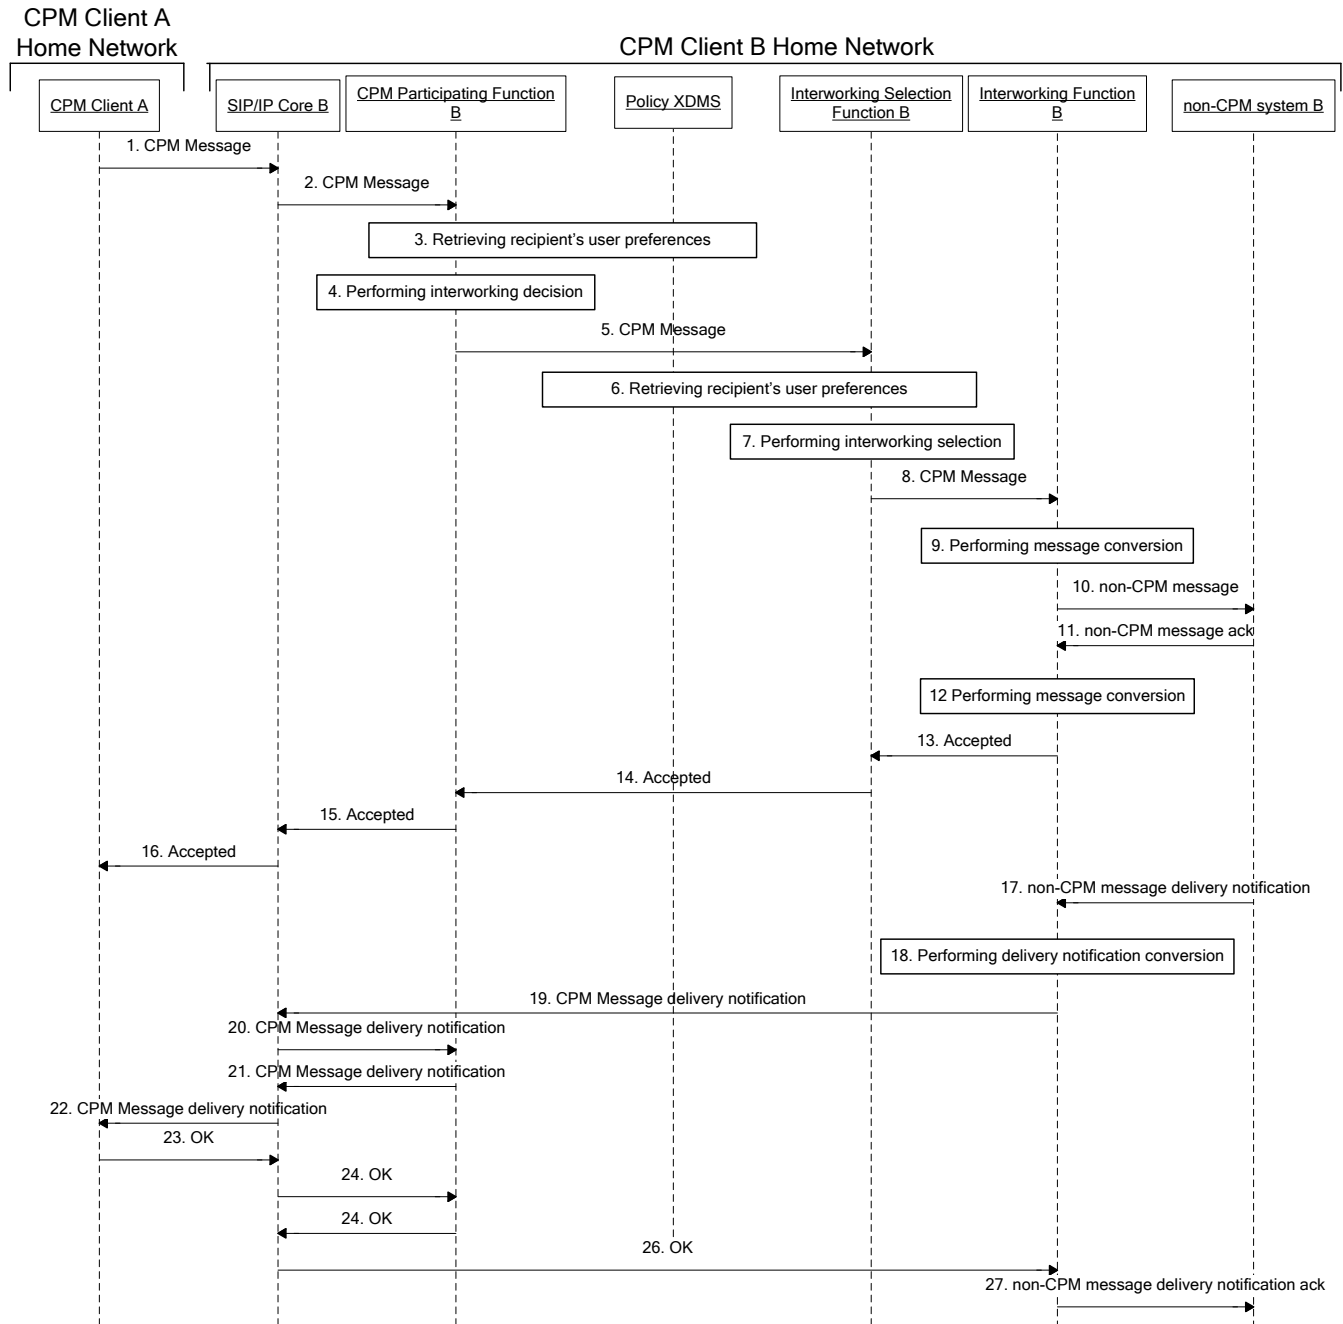 CPM Client A
Home Network
CPM Client B Home Network
CPM Client A
SIP/IP Core B
CPM Participating Function
B
Policy XDMS
Interworking Selection
Function B
Interworking Function
B
non-CPM system B
1. CPM Message
2. CPM Message
3. Retrieving recipient's user preferences
4. Performing interworking decision
5. CPM Message
6. Retrieving recipient's user preferences
7. Performing interworking selection
8. CPM Message
9. Performing message conversion
10. non-CPM message
11. non-CPM message ack
12 Performing message conversion
13. Accepted
14. Accepted
15. Accepted
16. Accepted
17. non-CPM message delivery notification
18. Performing delivery notification conversion
19. CPM Message delivery notification
20. CPM Message delivery notification
21. CPM Message delivery notification
22. CPM Message delivery notification
23. OK
24. OK
24. OK
26. OK
27. non-CPM message delivery notification ack